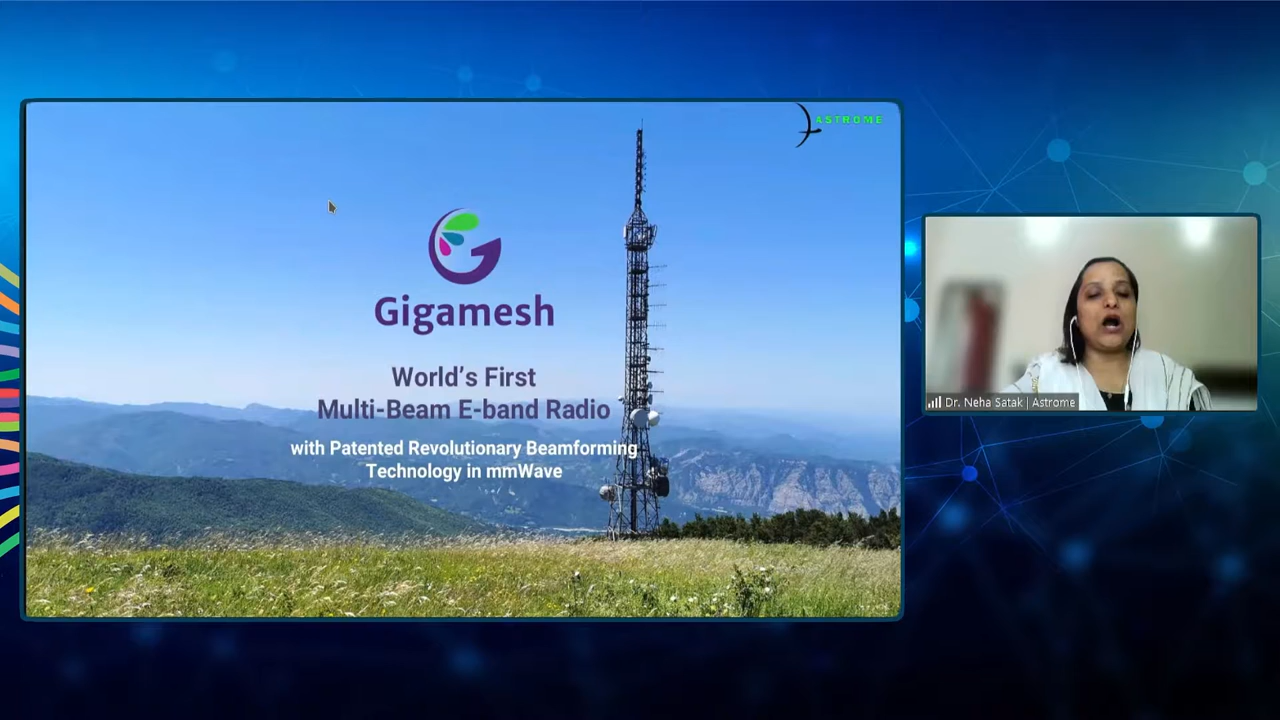 ASTROME
Gigamesh
World's First
Multi-Beam E-band Radio
with Patented Revolutionary Beamforming
Technology in mmWave
Dr. Neha Satak | Astrome